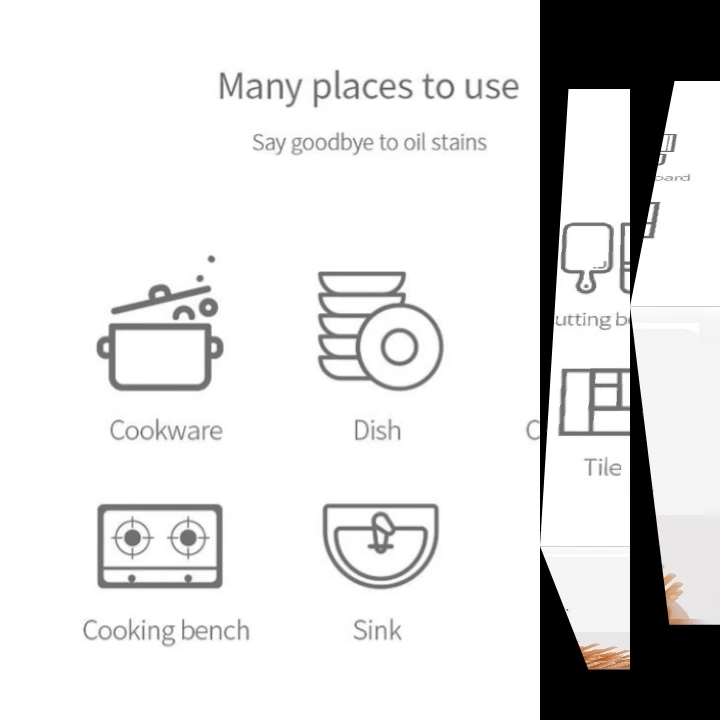 Many places to use
Say goodbye to oil stains
Cookware
Dish
Cooking bench
Sink
Tile